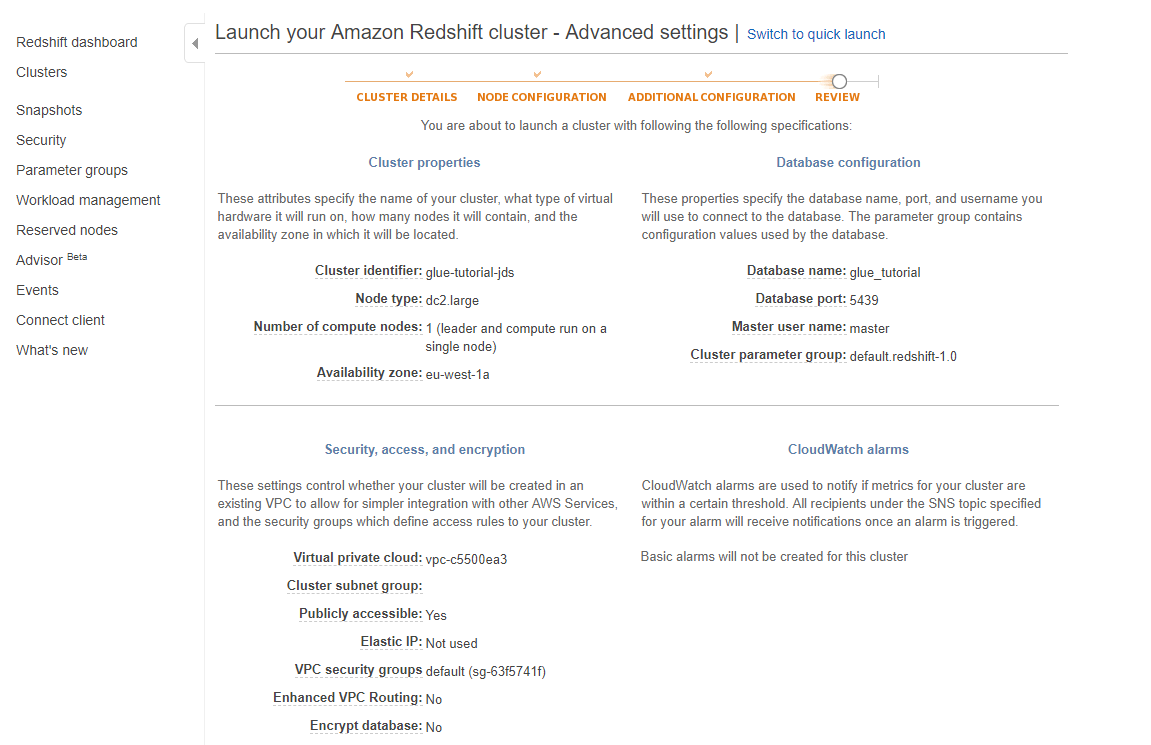 Redshift dashboard
Clusters
Snapshots
Security
Parameter groups
Workload management
Reserved nodes
Advisor Beta
Events
Connect client
What's new
Launch your Amazon Redshift cluster - Advanced settings | Switch to quick launch
CLUSTER DETAILS NODE CONFIGURATION ADDITIONAL CONFIGURATION REVIEW
You are about to launch a cluster with following the following specifications:
Cluster properties
These attributes specify the name of your cluster, what type of virtual
hardware it will run on, how many nodes it will contain, and the
availability zone in which it will be located.
Cluster identifier: glue-tutorial-jds
Node type: dc2.large
Number of compute nodes: 1 (leader and compute run on a
single node)
Availability zone: eu-west-1a
Database configuration
These properties specify the database name, port, and username you
will use to connect to the database. The parameter group contains
configuration values used by the database.
Database name: glue_tutorial
Database port: 5439
Master user name: master
Cluster parameter group: default.redshift-1.0
Security, access, and encryption
These settings control whether your cluster will be created in an
existing VPC to allow for simpler integration with other AWS Services,
and the security groups which define access rules to your cluster.
Virtual private cloud: vpc-c5500ea3
Cluster subnet group:
Publicly accessible: Yes
Elastic IP: Not used
VPC security groups default (sg-63f5741f)
Enhanced VPC Routing: No
Encrypt database: No
CloudWatch alarms
CloudWatch alarms are used to notify if metrics for your cluster are
within a certain threshold. All recipients under the SNS topic specified
for your alarm will receive notifications once an alarm is triggered.
Basic alarms will not be created for this cluster